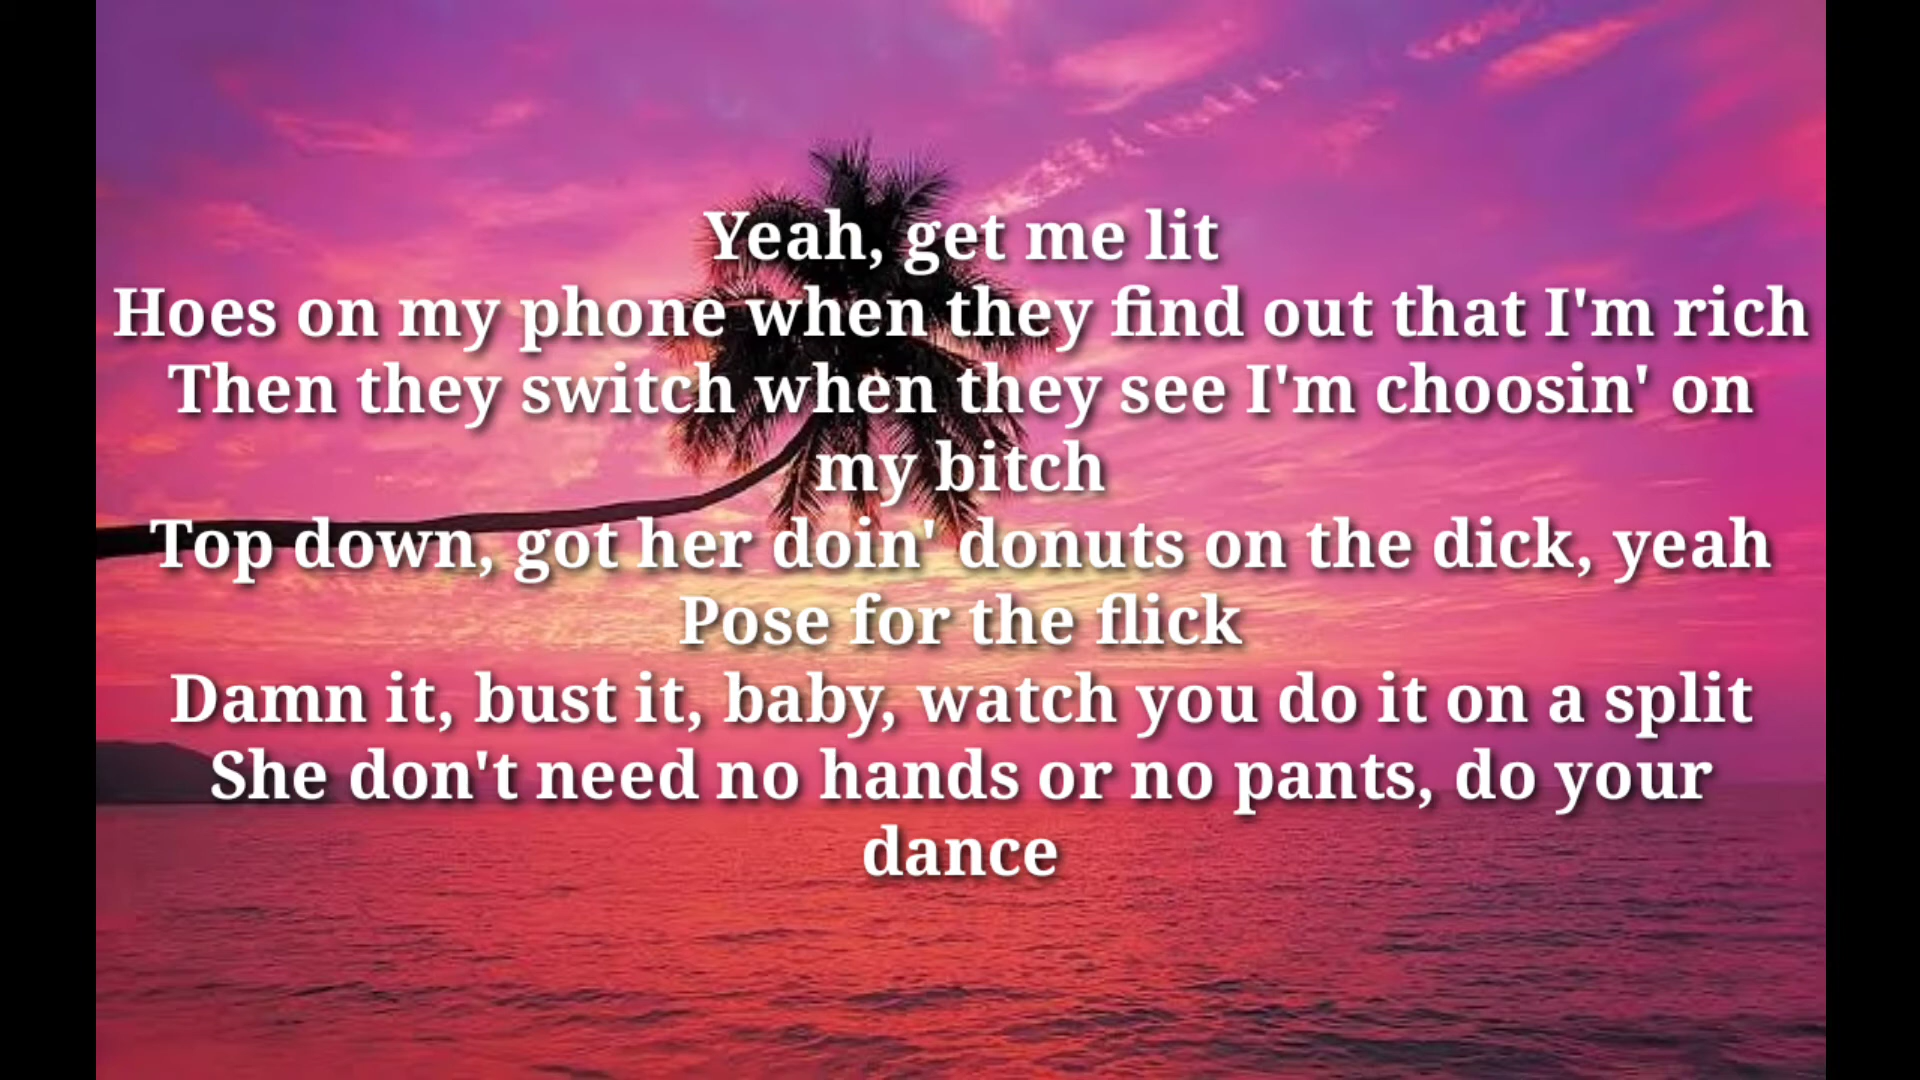 Yeah, get me lit
Hoes on my phone when they find out that I'm rich
Then they switch when they see I'm choosin' on
my bitch
Top down, got her doin' donuts on the dick, yeah
Pose for the flick
Damn it, bust it, baby, watch you do it on a split
She don't need no hands or no pants, do your
dance